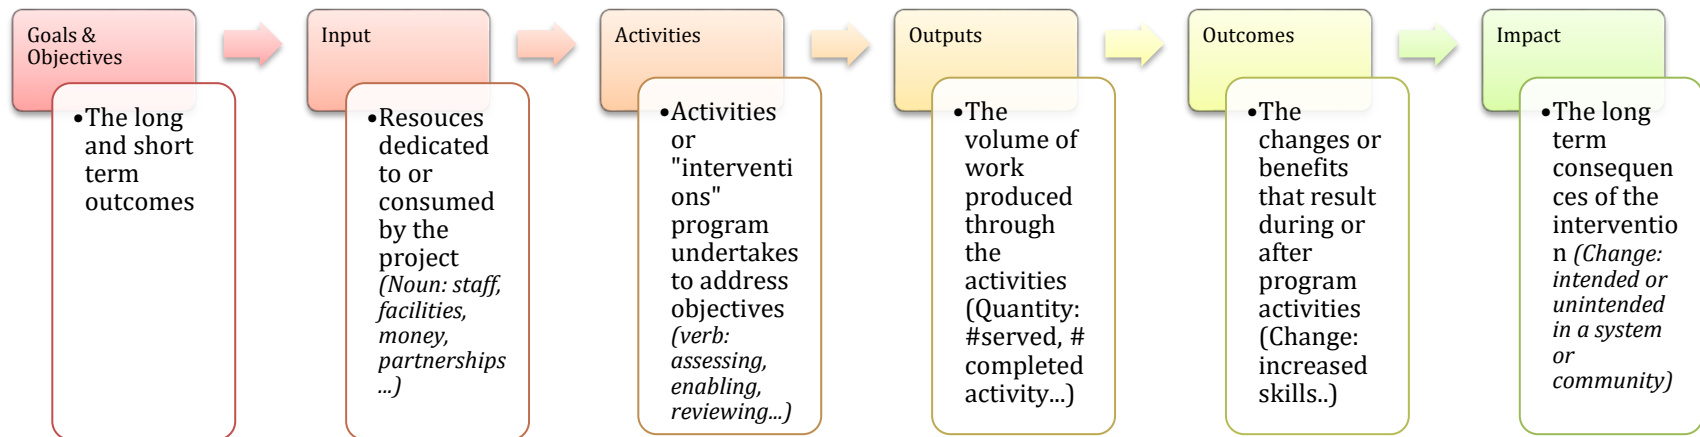 Goals &
Objectives
•The long
and short
term
outcomes
Input
•Resouces
dedicated
to or
consumed
by the
project
(Noun: staff,
facilities,
money,
partnerships
...)
Activities
•Activities
or
"interventi
ons"
program
undertakes
to address
objectives
(verb:
assessing,
enabling,
reviewing...)
Outputs
•The
volume of
work
produced
through
the
activities
(Quantity:
#served, #
completed
activity...)
Outcomes
•The
changes or
benefits
that result
during or
after
program
activities
(Change:
increased
skills..)
Impact
•The long
term
consequen
ces of the
interventio
n (Change:
intended or
unintended
in a system
or
community)